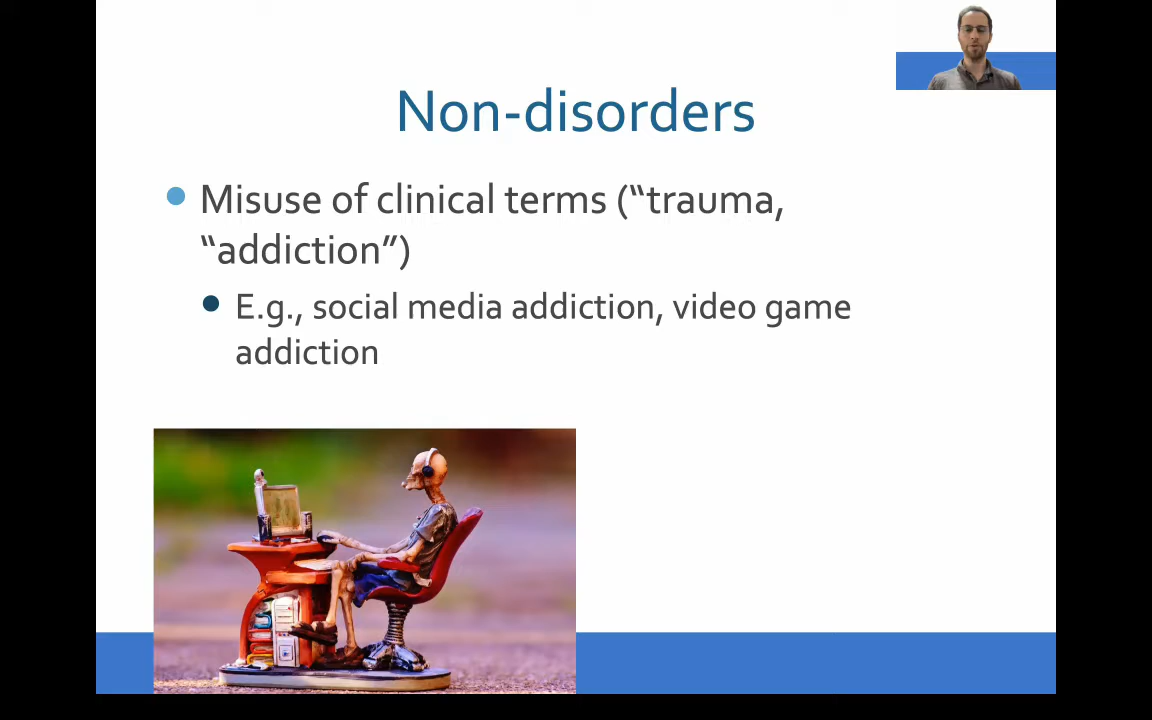 Non-disorders
Misuse of clinical terms (“trauma,
“addiction”)
E.g., social media addiction, video game
addiction